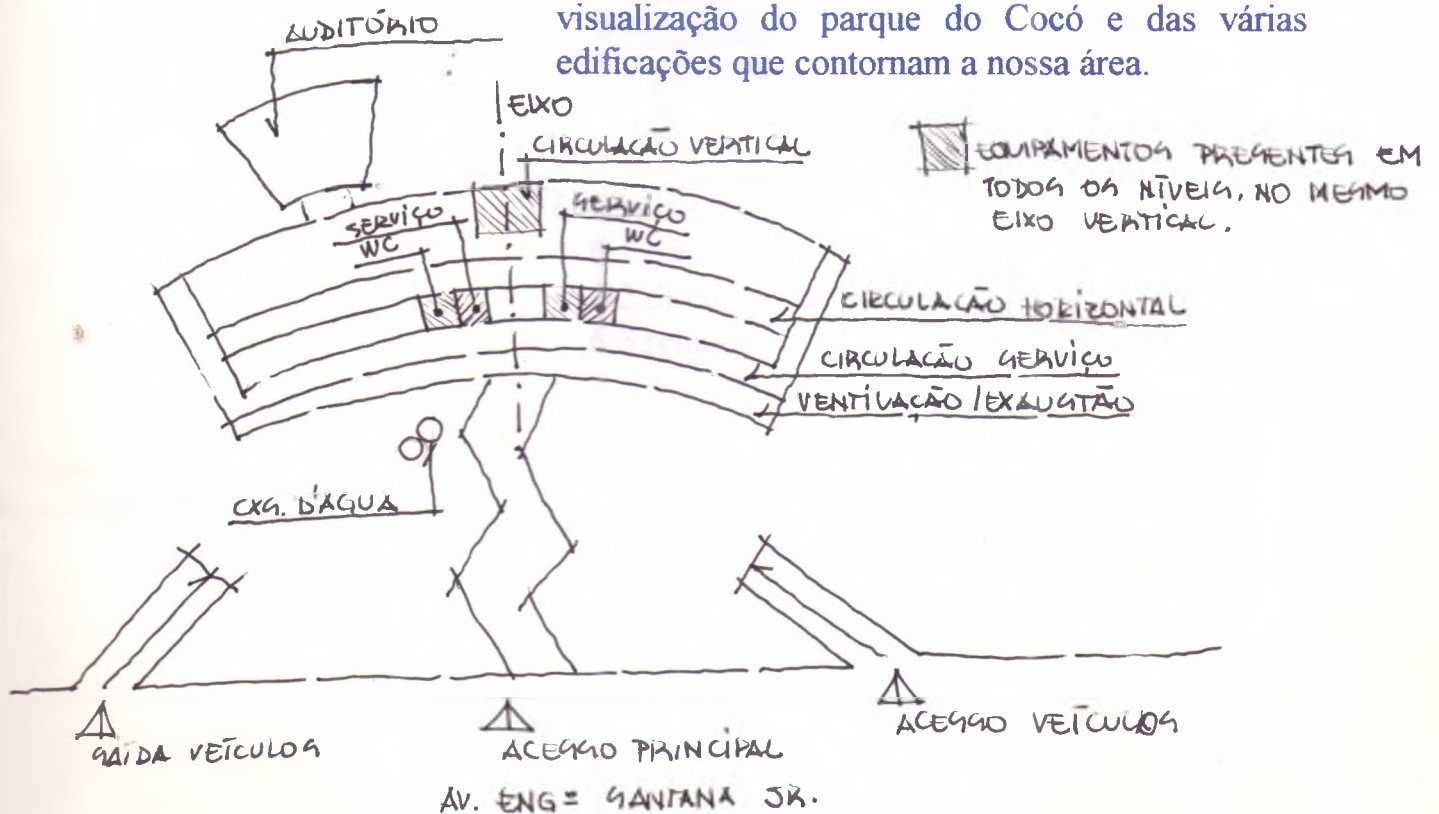 visualização do parque do Cocó e das várias
edificações que contornam a nossa área.
AUDITÓRIO
EIXO
CIRCULAÇÃO VERTICAL
EQUIPAMENTOS PRESENTES EM
TODOS OS NÍVEIS, NO MESMO
EIXO VERTICAL.
SERVIÇO
WC
SERVIÇO
WC
CIRCULAÇÃO HORIZONTAL
CIRCULAÇÃO SERVIÇO
VENTILAÇÃO / EXAUSTÃO
CXS. D'ÁGUA
SAÍDA VEÍCULOS
ACESSO PRINCIPAL
ACESSO VEÍCULOS
AV. ENGº SANTANA JR.